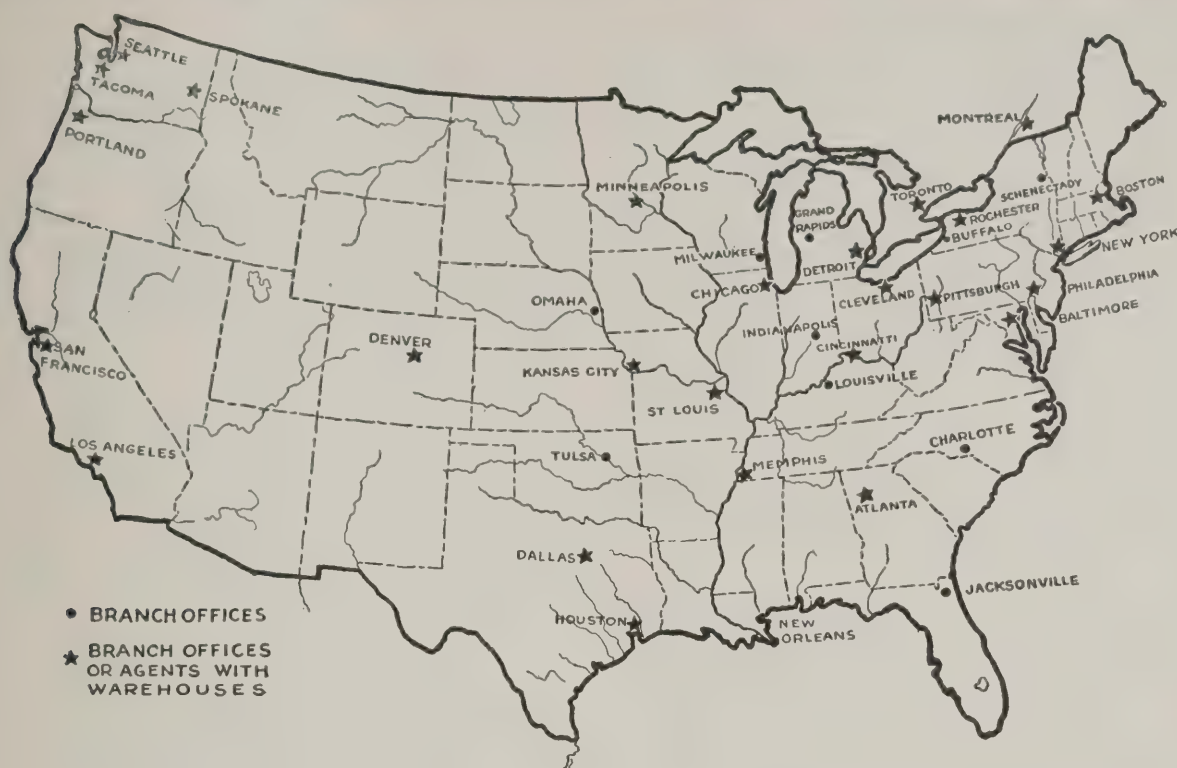 SEATTLE
TACOMA
SPOKANE
PORTLAND
MONTREAL
MINNEAPOLIS
TORONTO
SCHENECTADY
BOSTON
GRAND
RAPIDS
ROCHESTER
BUFFALO
MILWAUKEE
NEW YORK
DETROIT
CHICAGO
CLEVELAND
PITTSBURGH
PHILADELPHIA
OMAHA
BALTIMORE
INDIANAPOLIS
DENVER
CINCINNATTI
SAN
FRANCISCO
KANSAS CITY
LOUISVILLE
ST LOUIS
LOS ANGELES
TULSA
MEMPHIS
CHARLOTTE
ATLANTA
DALLAS
JACKSONVILLE
HOUSTON
NEW
ORLEANS
BRANCH OFFICES
BRANCH OFFICES
OR AGENTS WITH
WAREHOUSES